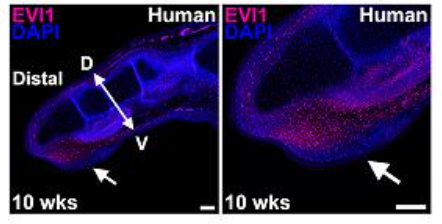 EVI1 Human
DAPI
Distal
D
V
10 wks
EVI1 Human
DAPI
10 wks